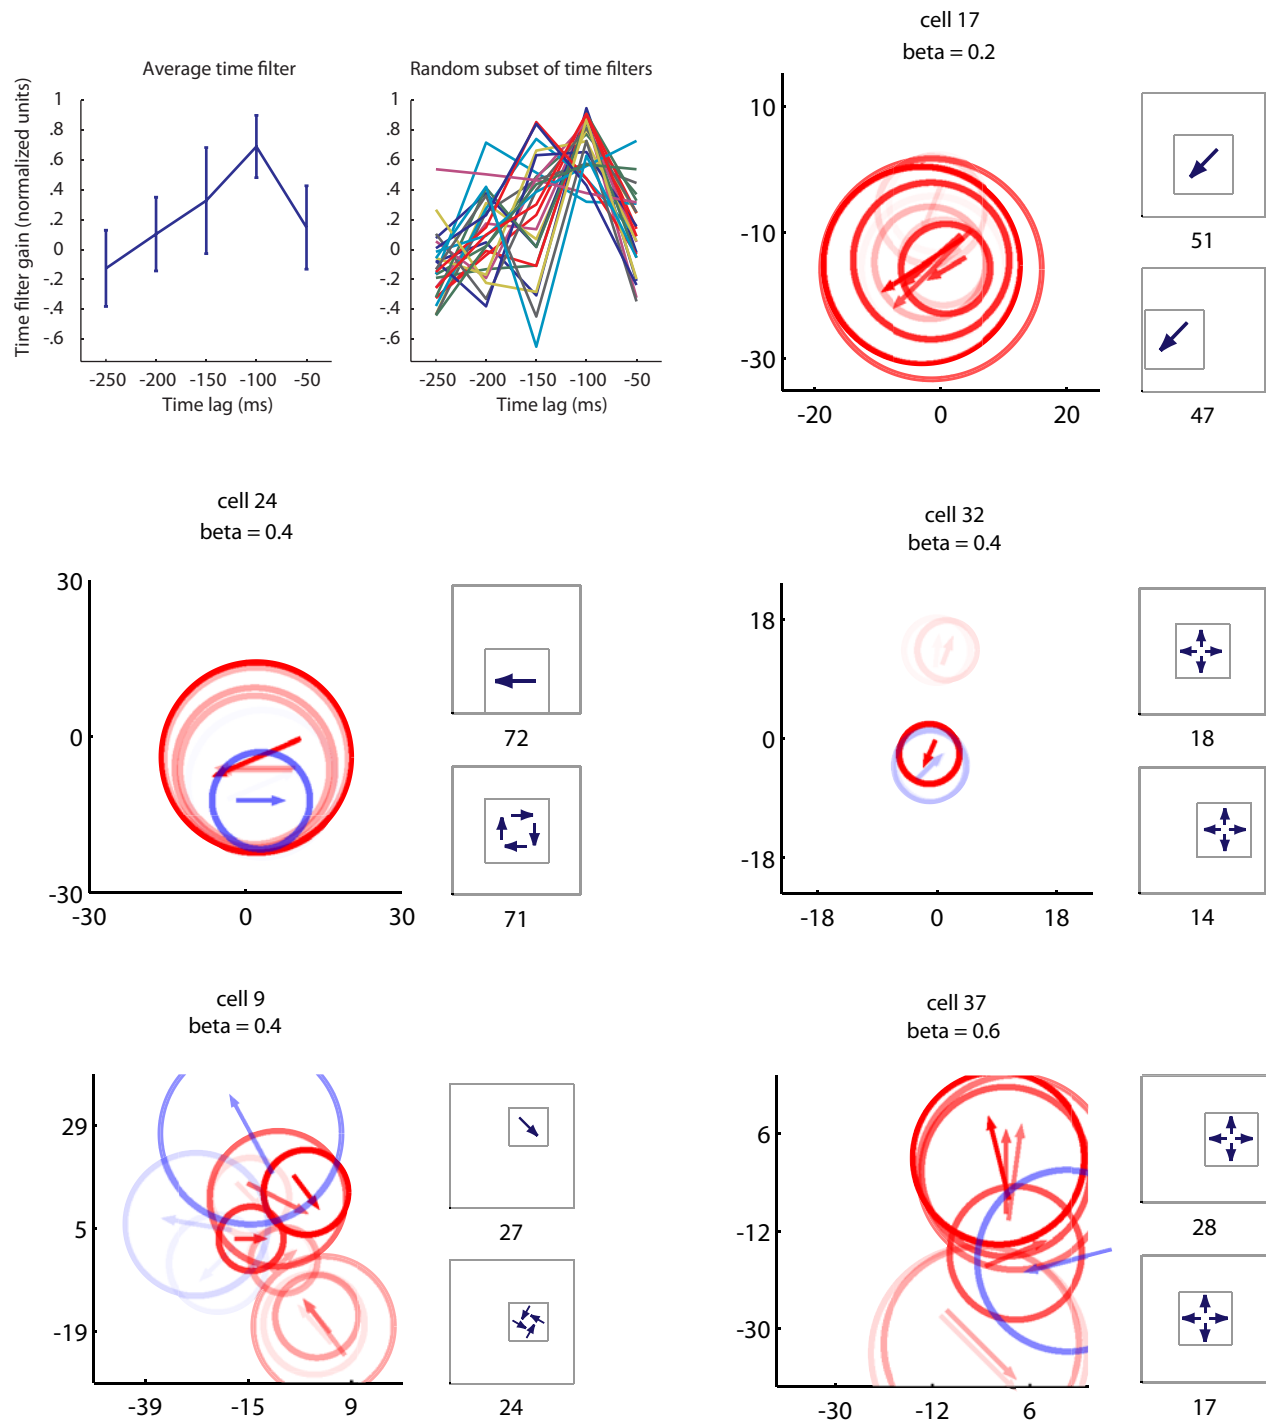 cell 17
beta = 0.2
Average time filter
Random subset of time filters
Time filter gain (normalized units)
1
.8
.6
.4
.2
0
-.2
-.4
-.6
-250 -200 -150 -100 -50
Time lag (ms)
1
.8
.6
.4
.2
0
-.2
-.4
-.6
-250 -200 -150 -100 -50
Time lag (ms)
10
-10
-30
-20 0 20
51
47
cell 24
beta = 0.4
30
0
-30
-30 0 30
72
71
cell 32
beta = 0.4
18
0
-18
-18 0 18
18
14
cell 9
beta = 0.4
29
5
-19
-39 -15 9
27
24
cell 37
beta = 0.6
6
-12
-30
-30 -12 6
28
17